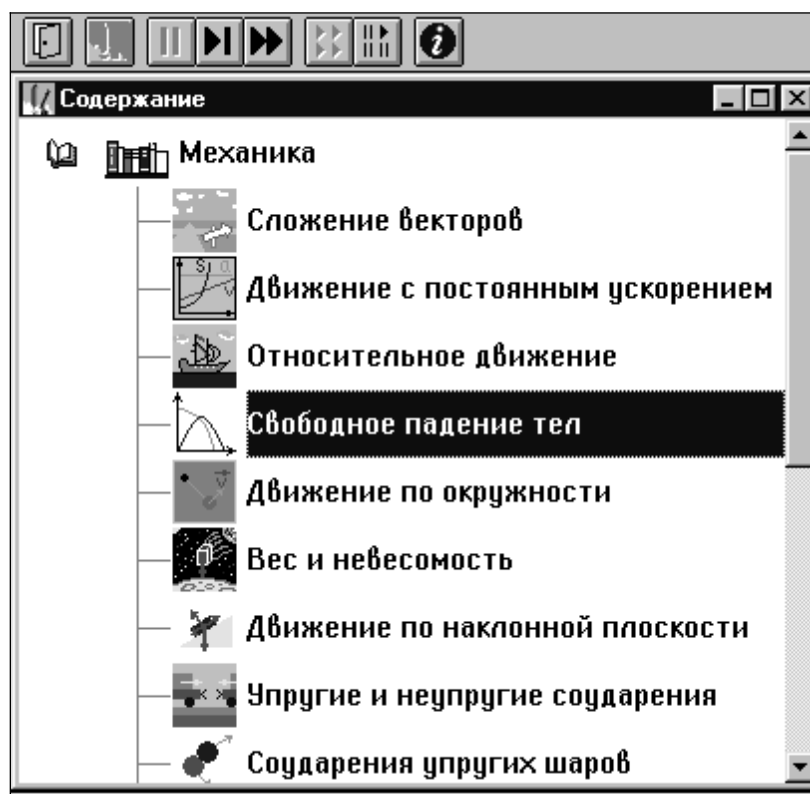 Содержание
Механика
Сложение векторов
S a
Движение с постоянным ускорением
v
Относительное движение
Свободное падение тел
v
Движение по окружности
Вес и невесомость
Движение по наклонной плоскости
Упругие и неупругие соударения
Соударения упругих шаров